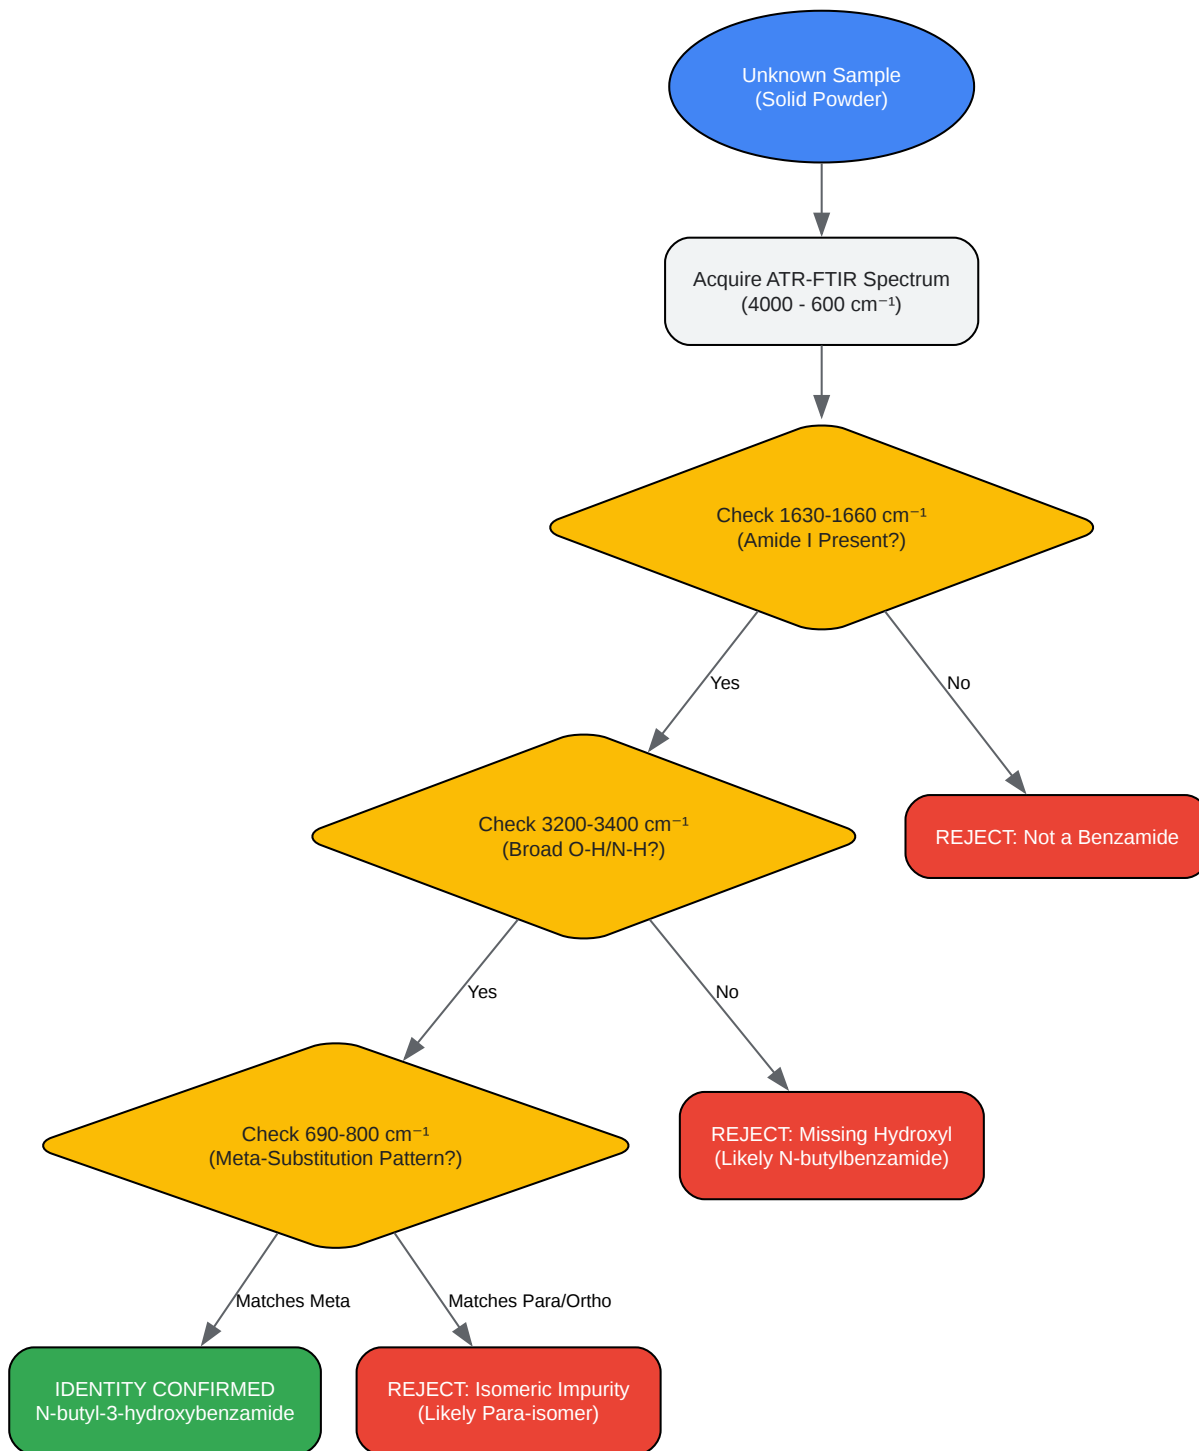 Unknown Sample
(Solid Powder)
Acquire ATR-FTIR Spectrum
(4000 - 600 cm⁻¹)
Check 1630-1660 cm⁻¹
(Amide I Present?)
Yes
No
Check 3200-3400 cm⁻¹
(Broad O-H/N-H?)
REJECT: Not a Benzamide
Yes
No
Check 690-800 cm⁻¹
(Meta-Substitution Pattern?)
REJECT: Missing Hydroxyl
(Likely N-butylbenzamide)
Matches Meta
Matches Para/Ortho
IDENTITY CONFIRMED
N-butyl-3-hydroxybenzamide
REJECT: Isomeric Impurity
(Likely Para-isomer)